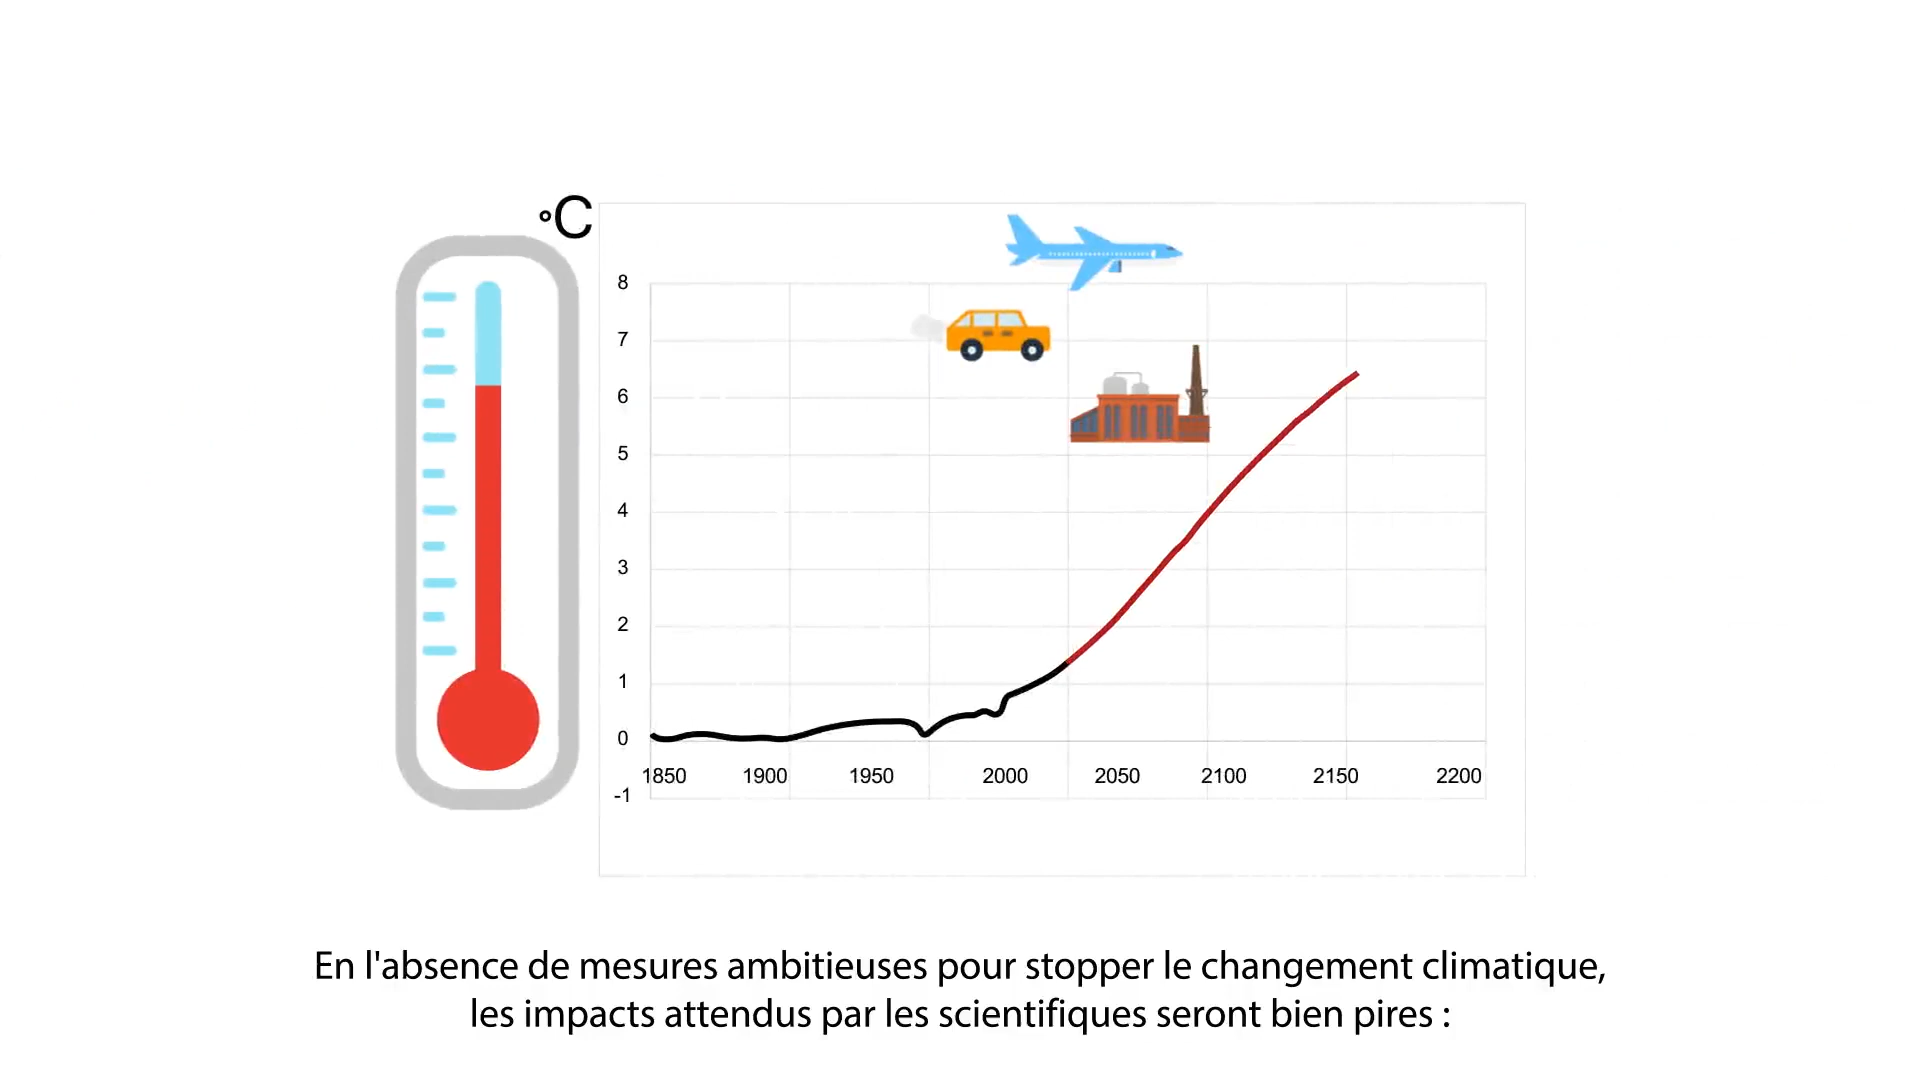 °C
8
7
6
5
4
3
2
1
0
1850 1900 1950 2000 2050 2100 2150 2200
-1
En l'absence de mesures ambitieuses pour stopper le changement climatique,
les impacts attendus par les scientifiques seront bien pires :